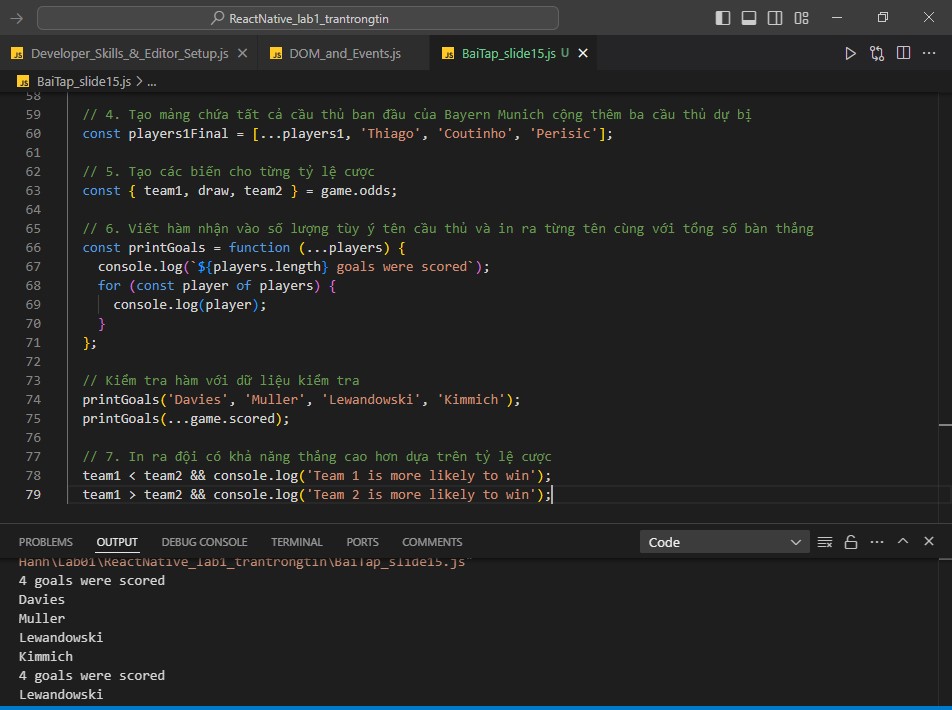 ReactNative_lab1_trantrongtin
JS Developer_Skills_&_Editor_Setup.js
JS DOM_and_Events.js
JS BaiTap_slide15.js U
JS BaiTap_slide15.js > ...
58
59 // 4. Tạo mảng chứa tất cả cầu thủ ban đầu của Bayern Munich cộng thêm ba cầu thủ dự bị
60 const players1Final = [...players1, 'Thiago', 'Coutinho', 'Perisic'];
61
62 // 5. Tạo các biến cho từng tỷ lệ cược
63 const { team1, draw, team2 } = game.odds;
64
65 // 6. Viết hàm nhận vào số lượng tùy ý tên cầu thủ và in ra từng tên cùng với tổng số bàn thắng
66 const printGoals = function (...players) {
67 console.log(`${players.length} goals were scored`);
68 for (const player of players) {
69 console.log(player);
70 }
71 };
72
73 // Kiểm tra hàm với dữ liệu kiểm tra
74 printGoals('Davies', 'Muller', 'Lewandowski', 'Kimmich');
75 printGoals(...game.scored);
76
77 // 7. In ra đội có khả năng thắng cao hơn dựa trên tỷ lệ cược
78 team1 < team2 && console.log('Team 1 is more likely to win');
79 team1 > team2 && console.log('Team 2 is more likely to win');
PROBLEMS OUTPUT DEBUG CONSOLE TERMINAL PORTS COMMENTS Code
Hanh\Lab01\ReactNative_lab1_trantrongtin\BaiTap_slide15.js"
4 goals were scored
Davies
Muller
Lewandowski
Kimmich
4 goals were scored
Lewandowski